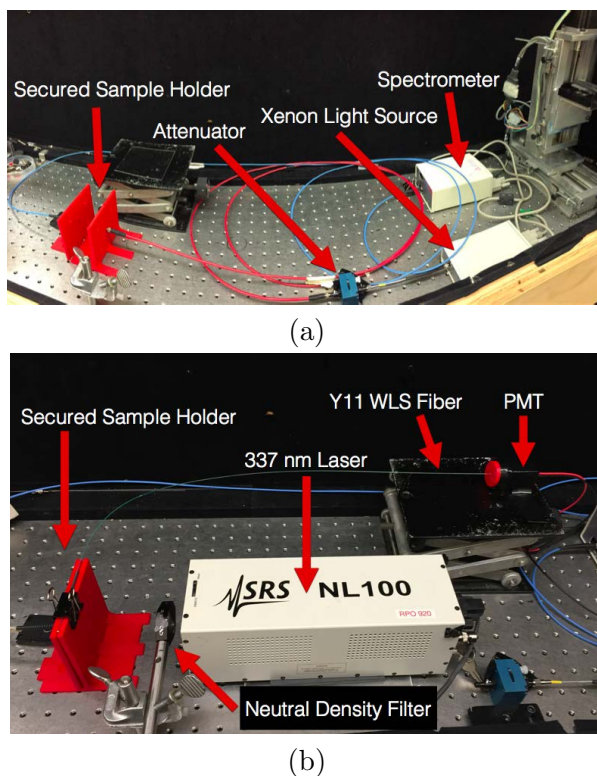 Spectrometer
Secured Sample Holder
Xenon Light Source
Attenuator
(a)
Y11 WLS Fiber
PMT
Secured Sample Holder
337 nm Laser
SRS NL100
RPO 920
Neutral Density Filter
(b)